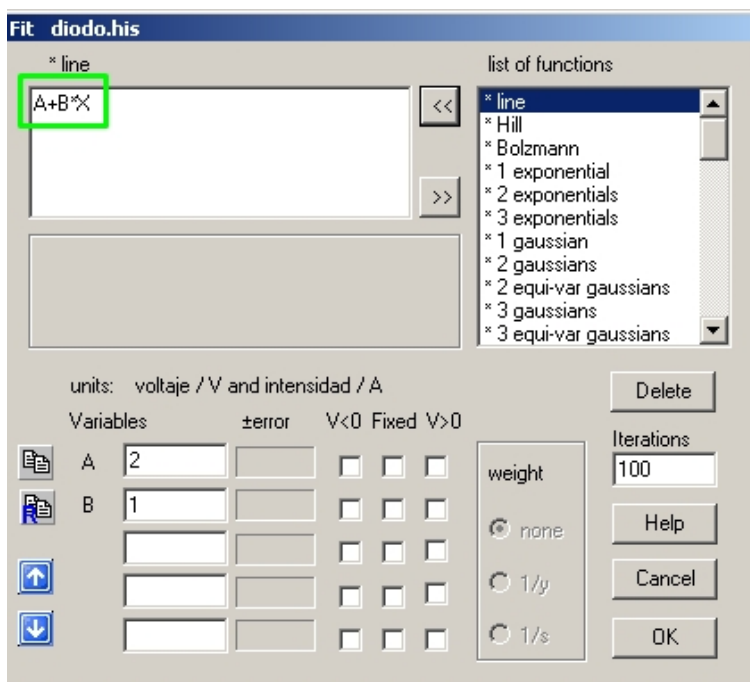 Fit diodo.his
* line
A+B*X
<<
>>
list of functions
* line
* Hill
* Bolzmann
* 1 exponential
* 2 exponentials
* 3 exponentials
* 1 gaussian
* 2 gaussians
* 2 equi-var gaussians
* 3 gaussians
* 3 equi-var gaussians
units: voltaje / V and intensidad / A
Variables ±error V<0 Fixed V>0
A 2
B 1
R
weight
none
1/y
1/s
Delete
Iterations
100
Help
Cancel
OK